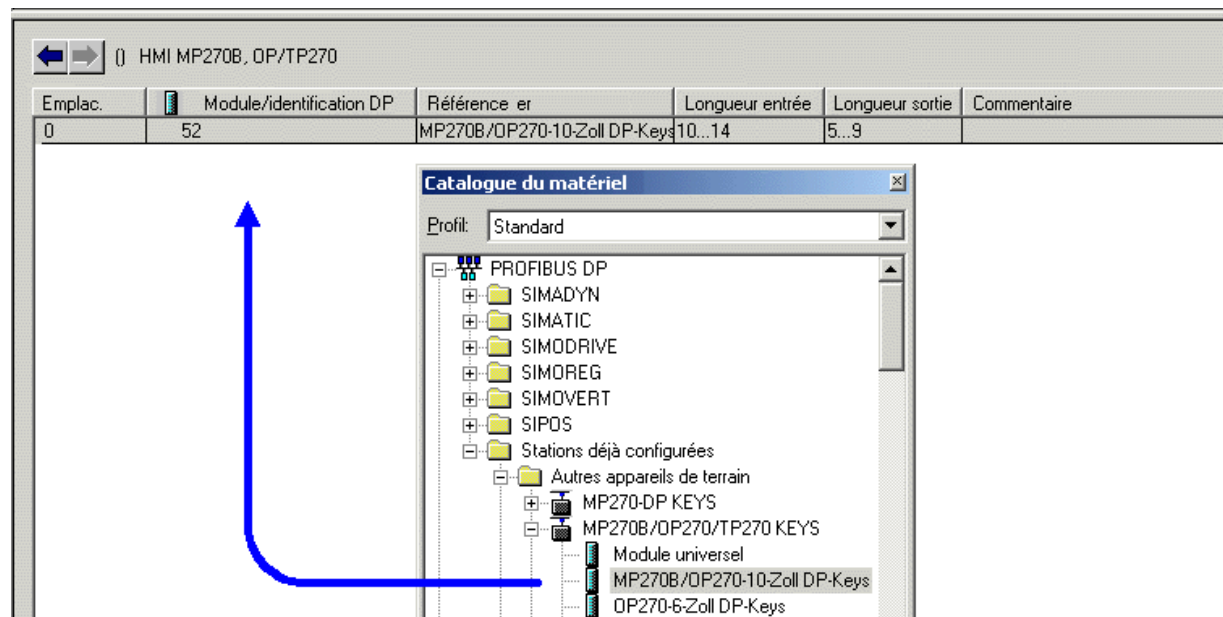 () HMI MP270B, OP/TP270
Emplac. Module/identification DP Référence er Longueur entrée Longueur sortie Commentaire
0 52 MP270B/OP270-10-Zoll DP-Keys 10...14 5...9
Catalogue du matériel
Profil: Standard
PROFIBUS DP
SIMADYN
SIMATIC
SIMODRIVE
SIMOREG
SIMOVERT
SIPOS
Stations déjà configurées
Autres appareils de terrain
MP270-DP KEYS
MP270B/OP270/TP270 KEYS
Module universel
MP270B/OP270-10-Zoll DP-Keys
OP270-6-Zoll DP-Keys